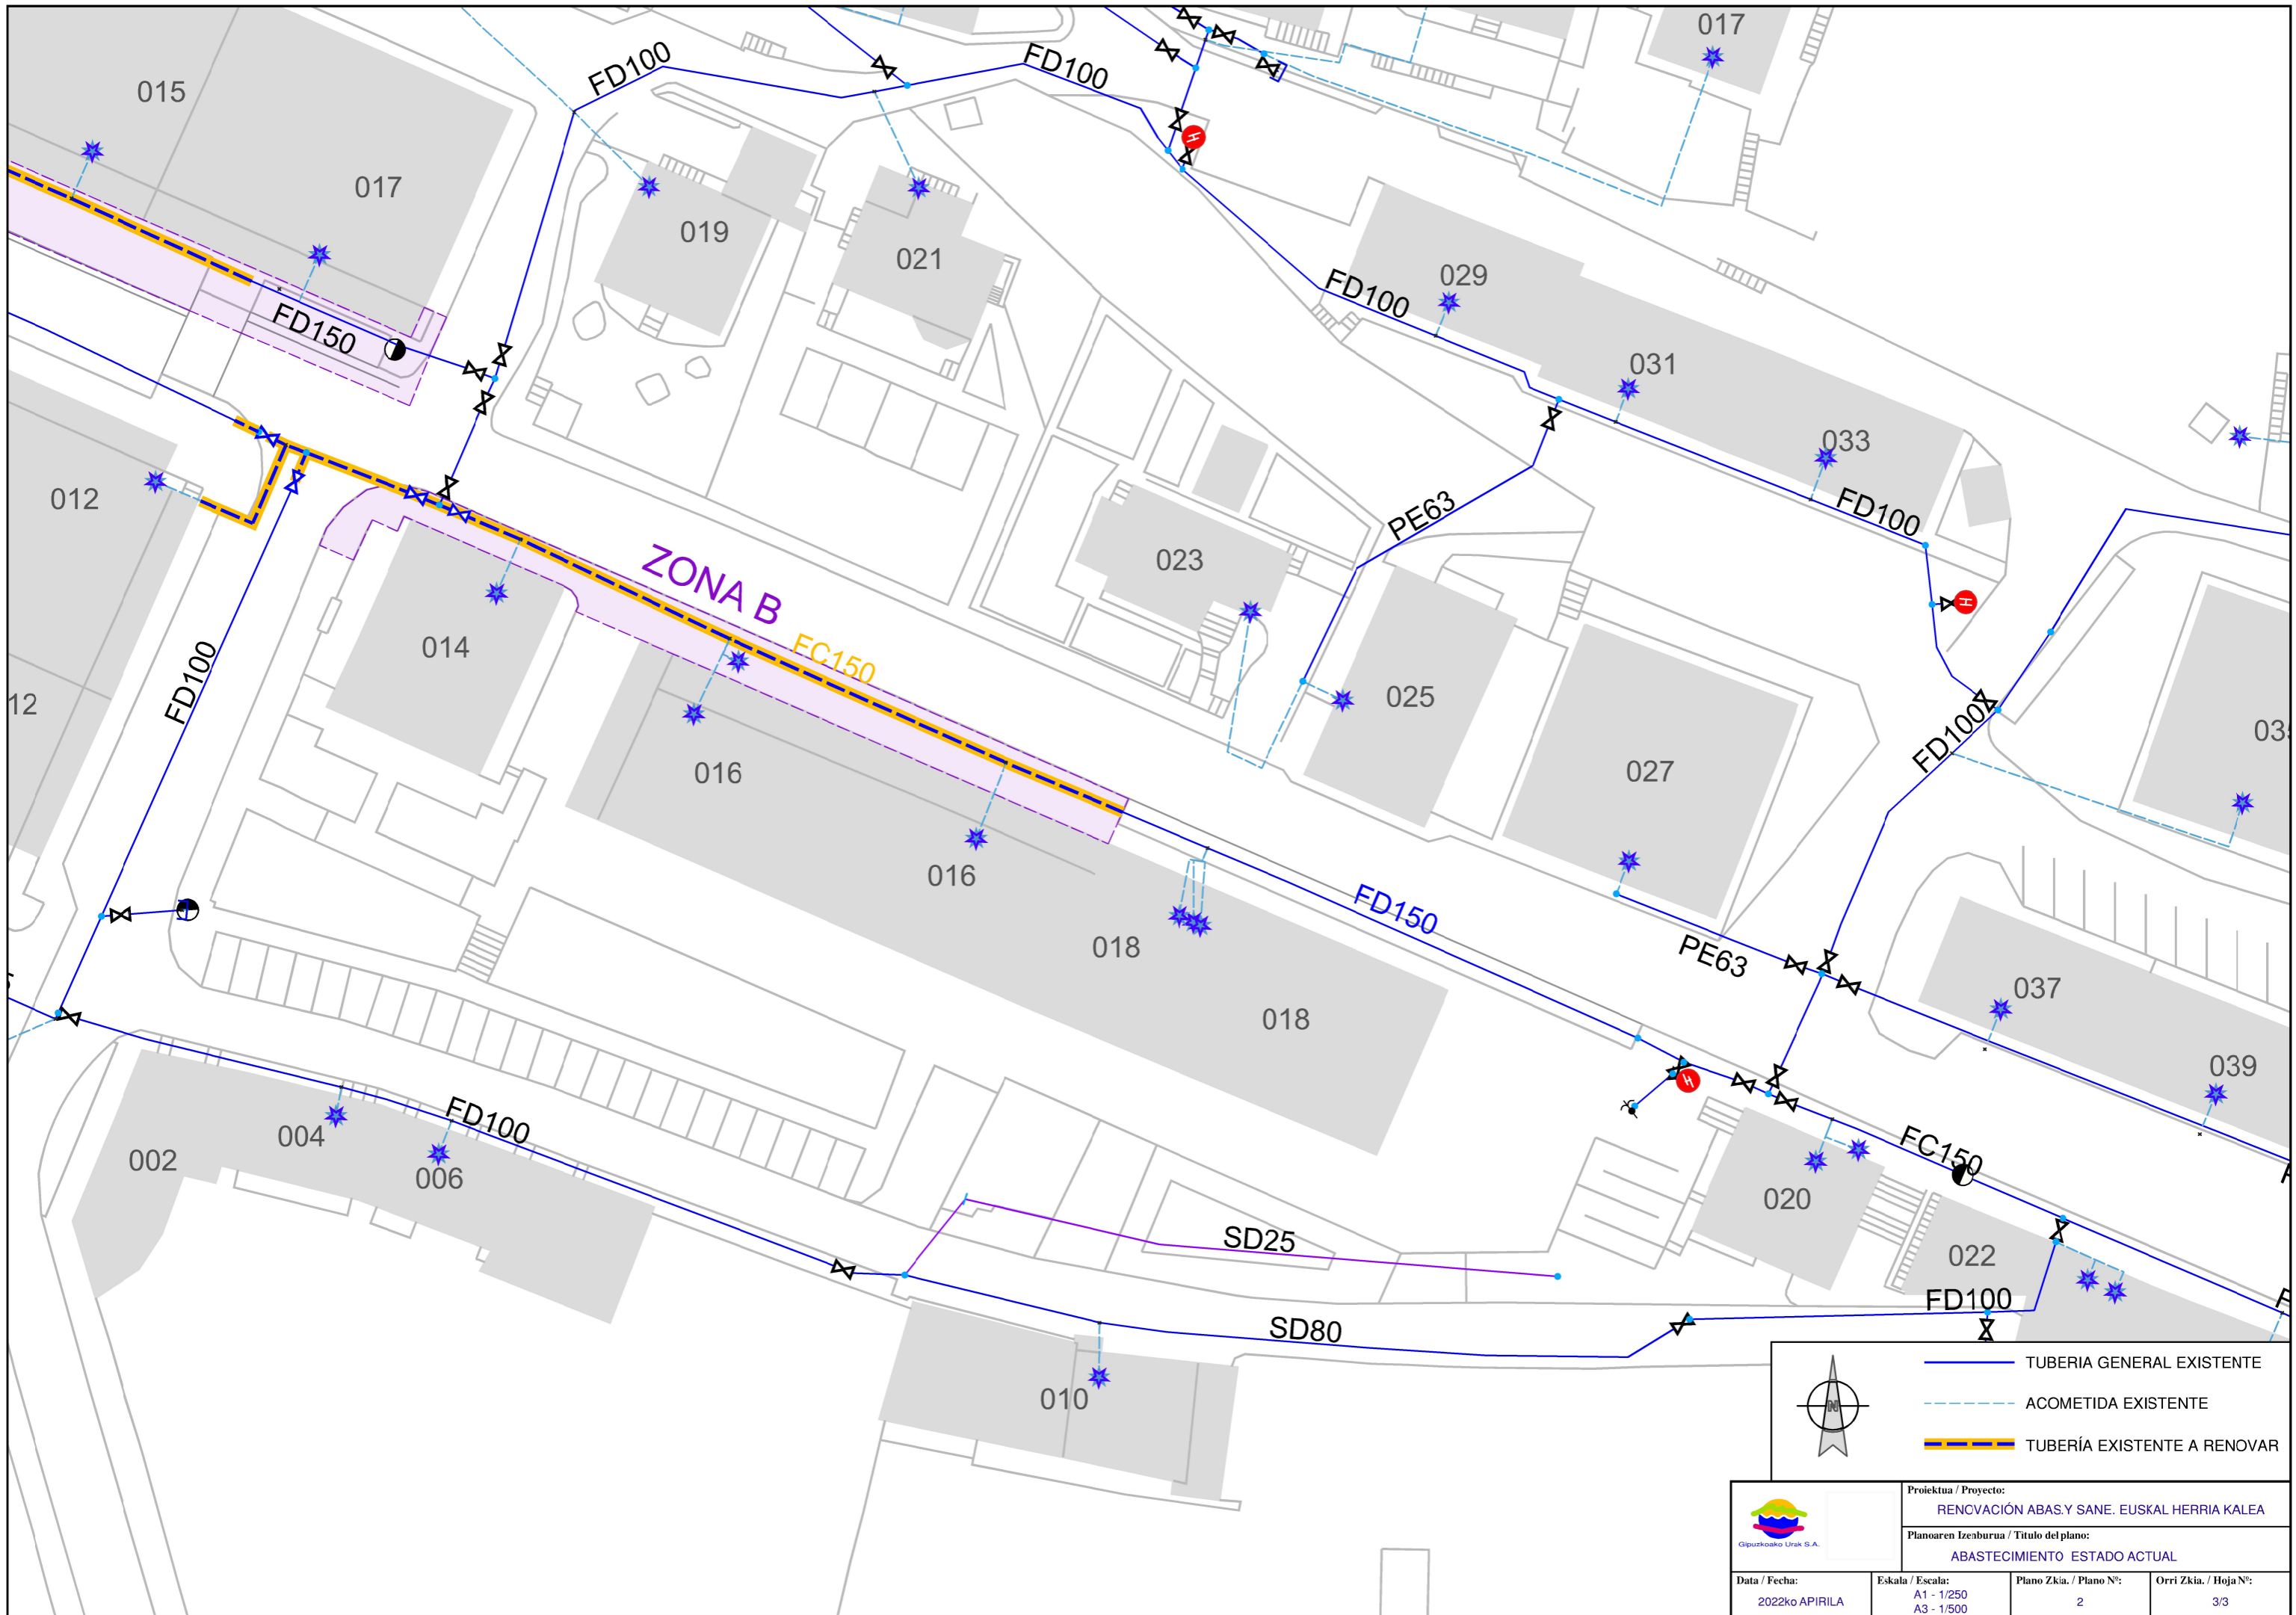 017
FD100
FD100
015
017
019
021
029
FD100
FD150
031
033
012
FD100
PE63
023
ZONA B
014
FC150
FD100
025
12
016
027
FD100
016
FD150
018
PE63
037
018
039
FD100
004
002
006
FC150
020
SD25
022
FD100
SD80
010
H
H
H
N
TUBERIA GENERAL EXISTENTE
ACOMETIDA EXISTENTE
TUBERÍA EXISTENTE A RENOVAR
Gipuzkoako Urak S.A.
Proiektua / Proyecto:
RENOVACIÓN ABAS.Y SANE. EUSKAL HERRIA KALEA
Planoaren Izenburua / Título del plano:
ABASTECIMIENTO ESTADO ACTUAL
Data / Fecha:
2022ko APIRILA
Eskala / Escala:
A1 - 1/250
A3 - 1/500
Plano Zkia. / Plano Nº:
2
Orri Zkia. / Hoja Nº:
3/3